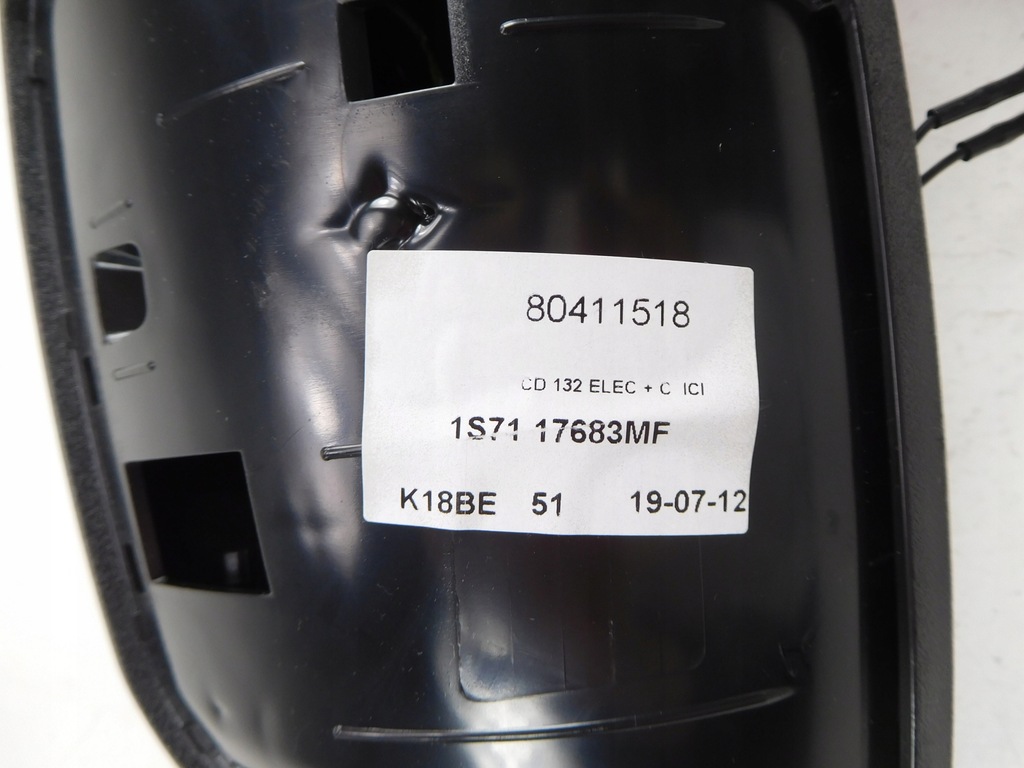 80411518
CD 132 ELEC + C ICI
1S71 17683MF
K18BE 51 19-07-12